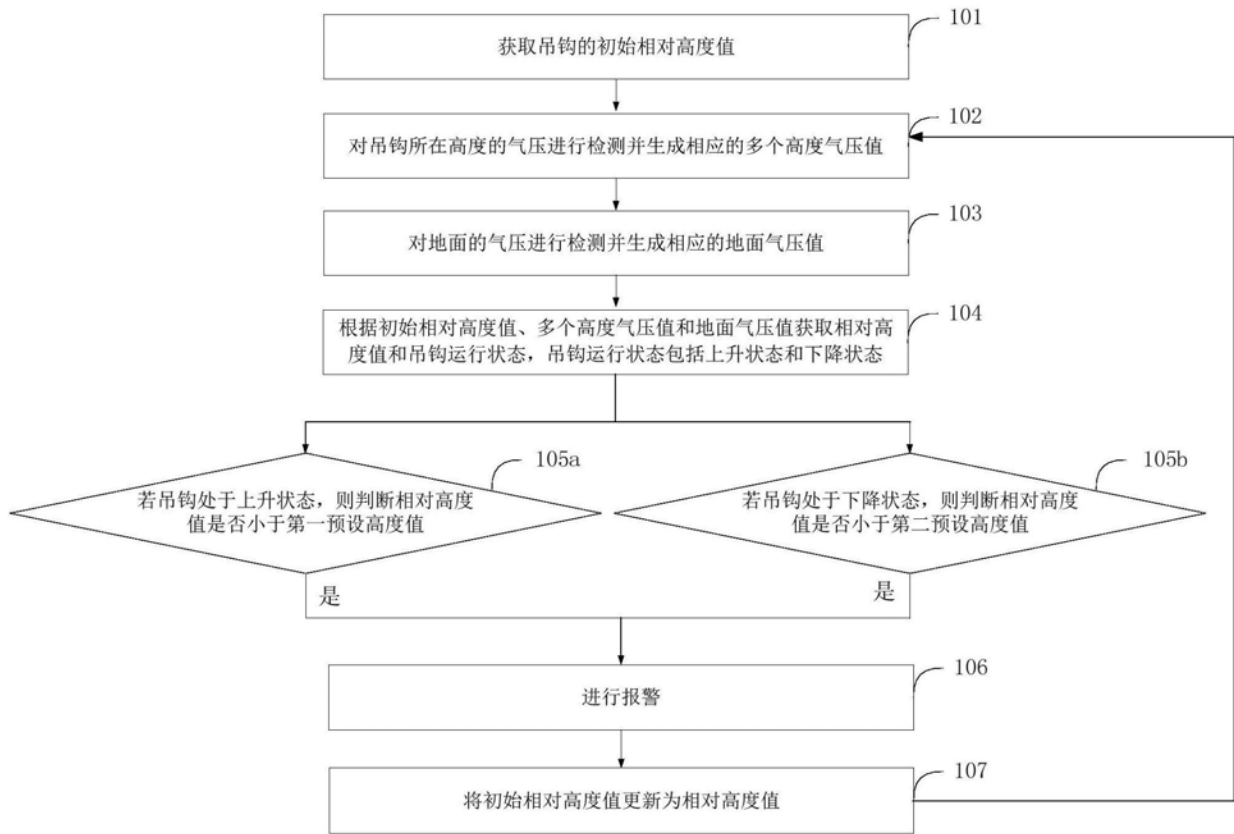 101
获取吊钩的初始相对高度值
102
对吊钩所在高度的气压进行检测并生成相应的多个高度气压值
103
对地面的气压进行检测并生成相应的地面气压值
104
根据初始相对高度值、多个高度气压值和地面气压值获取相对高
度值和吊钩运行状态，吊钩运行状态包括上升状态和下降状态
105a
若吊钩处于上升状态，则判断相对高度
值是否小于第一预设高度值
105b
若吊钩处于下降状态，则判断相对高度
值是否小于第二预设高度值
是
是
106
进行报警
107
将初始相对高度值更新为相对高度值